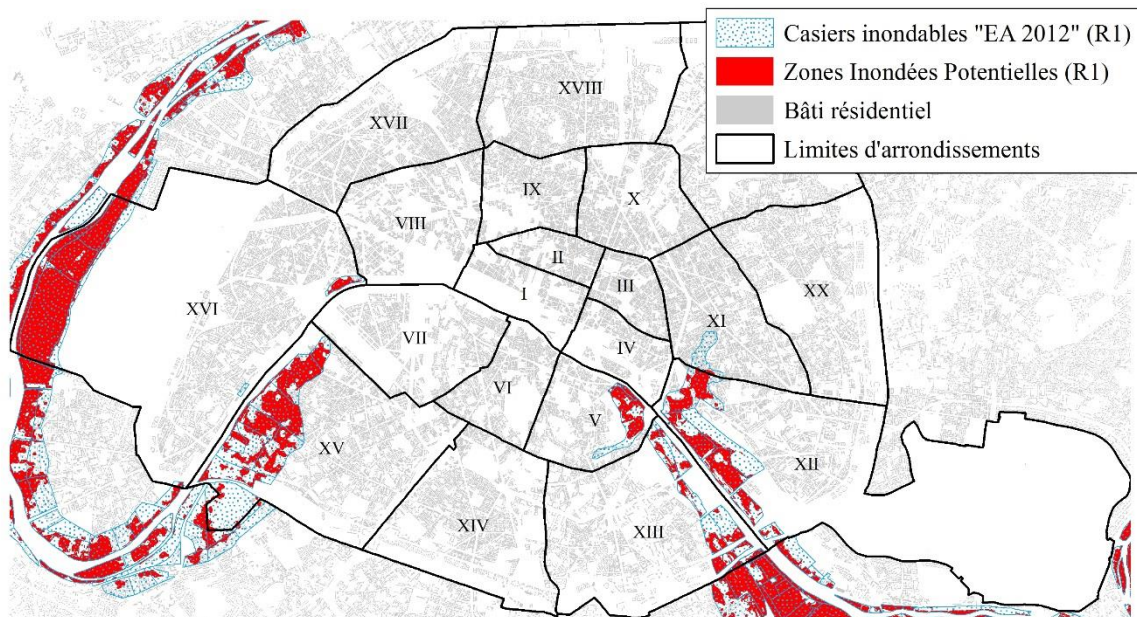 Casiers inondables "EA 2012" (R1)
Zones Inondées Potentielles (R1)
Bâti résidentiel
Limites d'arrondissements
XVIII
XVII
IX
X
VIII
II
III
I
XX
XVI
XI
VII
IV
VI
V
XV
XII
XIV
XIII